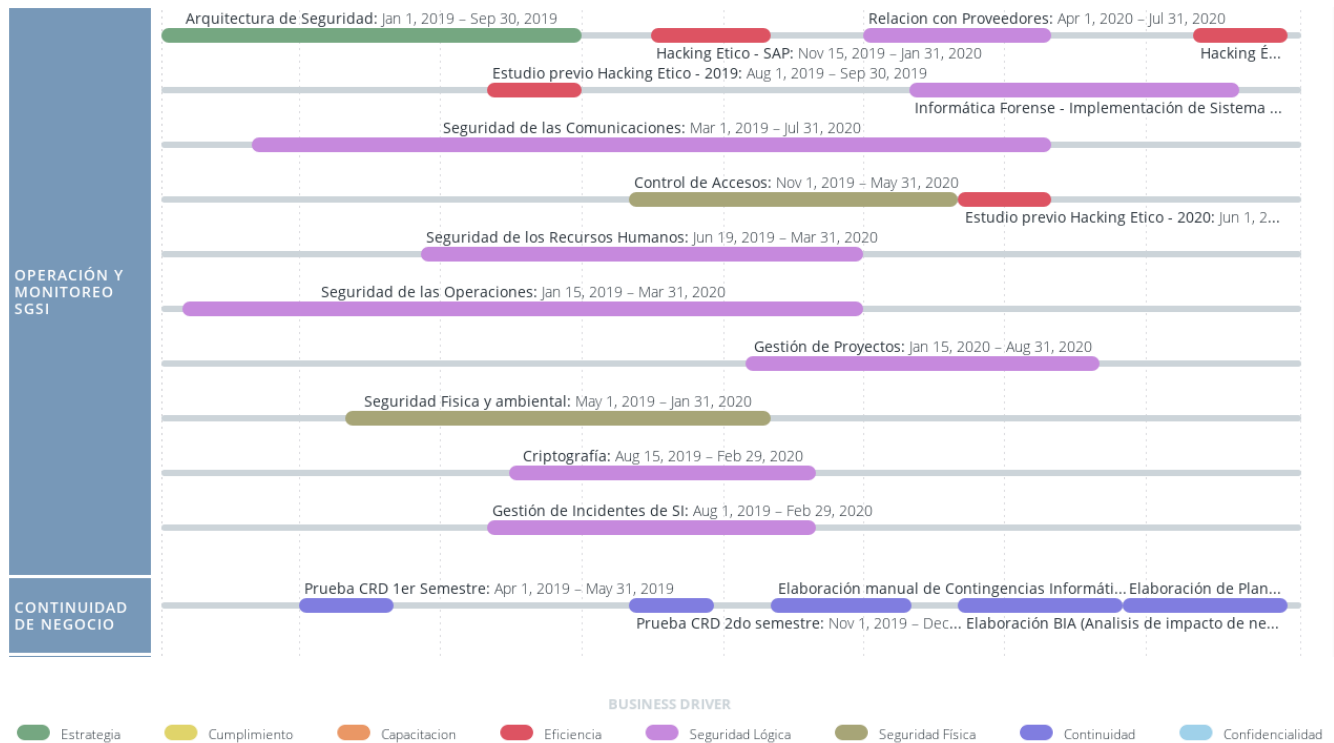 Arquitectura de Seguridad: Jan 1, 2019 – Sep 30, 2019
Relacion con Proveedores: Apr 1, 2020 – Jul 31, 2020
Hacking Etico - SAP: Nov 15, 2019 – Jan 31, 2020
Hacking É...
Estudio previo Hacking Etico - 2019: Aug 1, 2019 – Sep 30, 2019
Informática Forense - Implementación de Sistema ...
Seguridad de las Comunicaciones: Mar 1, 2019 – Jul 31, 2020
Control de Accesos: Nov 1, 2019 – May 31, 2020
Estudio previo Hacking Etico - 2020: Jun 1, 2...
Seguridad de los Recursos Humanos: Jun 19, 2019 – Mar 31, 2020
OPERACIÓN Y
MONITOREO
SGSI
Seguridad de las Operaciones: Jan 15, 2019 – Mar 31, 2020
Gestión de Proyectos: Jan 15, 2020 – Aug 31, 2020
Seguridad Fisica y ambiental: May 1, 2019 – Jan 31, 2020
Criptografía: Aug 15, 2019 – Feb 29, 2020
Gestión de Incidentes de SI: Aug 1, 2019 – Feb 29, 2020
CONTINUIDAD
DE NEGOCIO
Prueba CRD 1er Semestre: Apr 1, 2019 – May 31, 2019
Elaboración manual de Contingencias Informáti...
Elaboración de Plan...
Prueba CRD 2do semestre: Nov 1, 2019 – Dec...
Elaboración BIA (Analisis de impacto de ne...
BUSINESS DRIVER
Estrategia
Cumplimiento
Capacitacion
Eficiencia
Seguridad Lógica
Seguridad Física
Continuidad
Confidencialidad